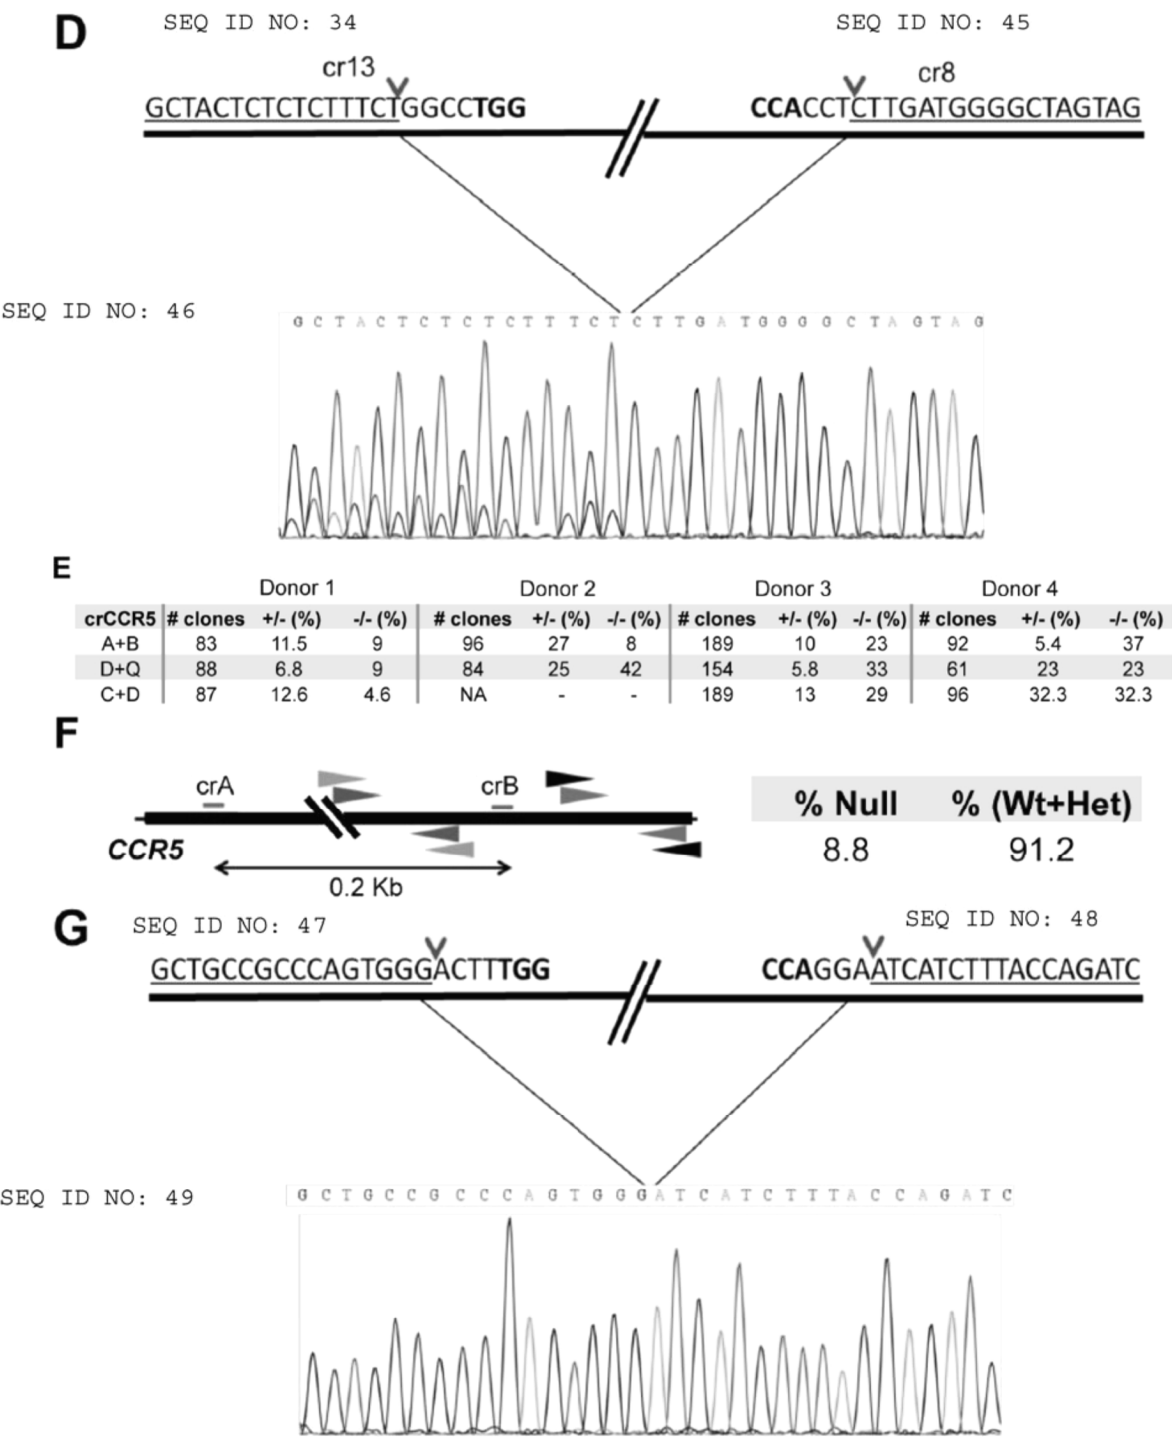 D
SEQ ID NO: 34
SEQ ID NO: 45
cr13
cr8
GCTACTCTCTCTTTCTGGCCTGG
CCACCTCTTGATGGGGCTAGTAG
SEQ ID NO: 46
G C T A C T C T C T C T T T C T C T T G A T G G G G C T A G T A G
E
Donor 1 Donor 2 Donor 3 Donor 4
crCCR5 # clones +/- (%) -/- (%) # clones +/- (%) -/- (%) # clones +/- (%) -/- (%) # clones +/- (%) -/- (%)
A+B 83 11.5 9 96 27 8 189 10 23 92 5.4 37
D+Q 88 6.8 9 84 25 42 154 5.8 33 61 23 23
C+D 87 12.6 4.6 NA - - 189 13 29 96 32.3 32.3
F
crA
crB
CCR5
0.2 Kb
% Null % (Wt+Het)
8.8 91.2
G
SEQ ID NO: 47
SEQ ID NO: 48
GCTGCCGCCCAGTGGGACTTTGG
CCAGGAATCATCTTTACCAGATC
SEQ ID NO: 49
G C T G C C G C C C A G T G G G A T C A T C T T T A C C A G A T C